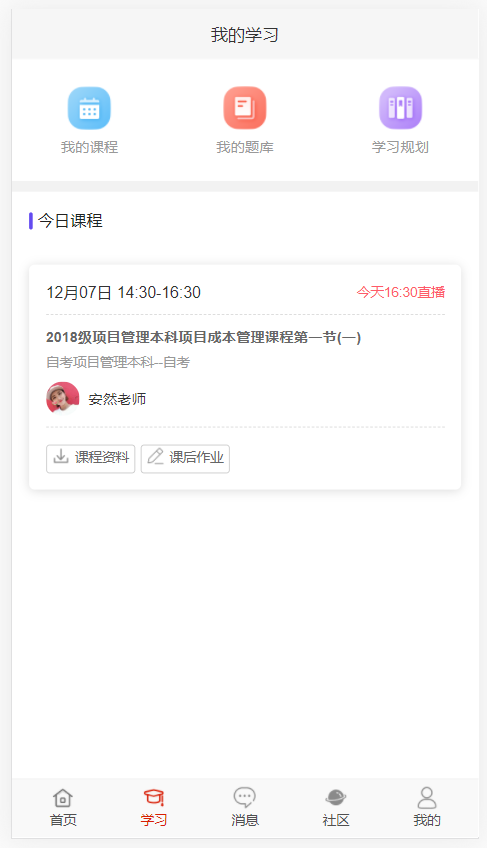 我的学习
我的课程
我的题库
学习规划
今日课程
12月07日 14:30-16:30
今天16:30直播
2018级项目管理本科项目成本管理课程第一节(一)
自考项目管理本科--自考
安然老师
课程资料
课后作业
首页
学习
消息
社区
我的